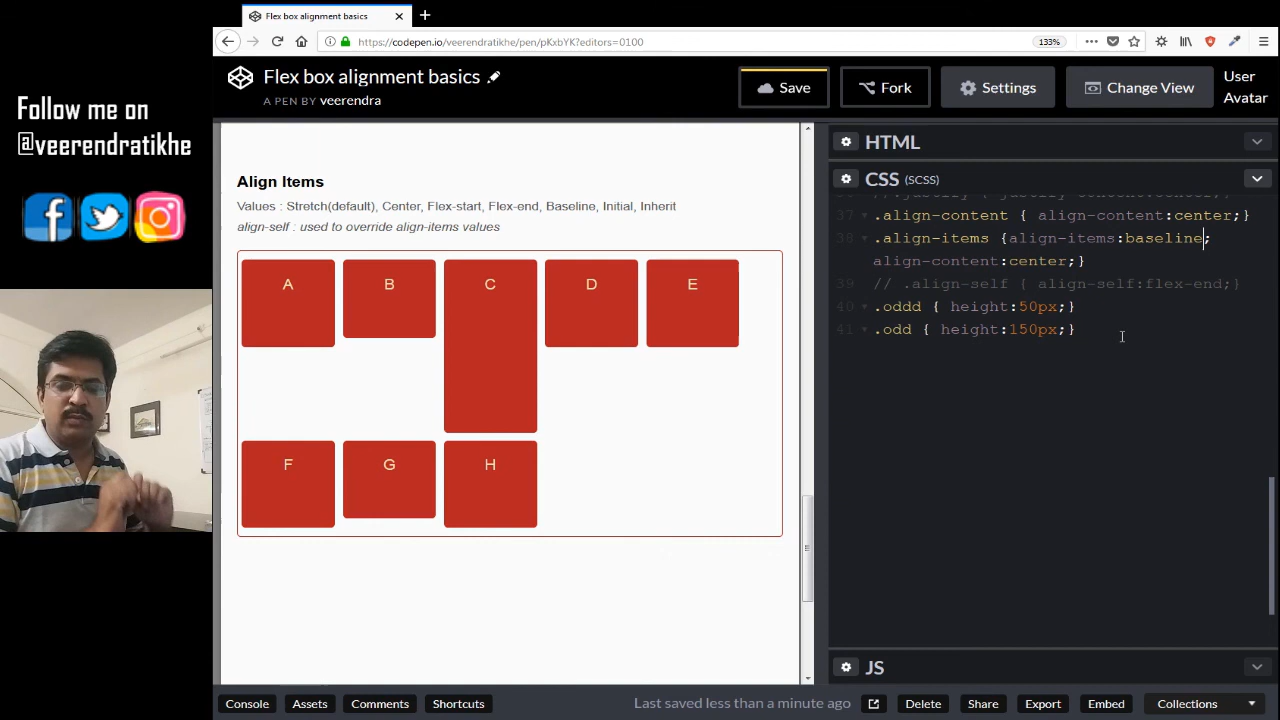 Flex box alignment basics
https://codepen.io/veerendratikhe/pen/pKxbYK?editors=0100
133%
Flex box alignment basics
A PEN BY veerendra
Save
Fork
Settings
Change View
User
Avatar
Follow me on
@veerendratikhe
Align Items
Values : Stretch(default), Center, Flex-start, Flex-end, Baseline, Initial, Inherit
align-self : used to override align-items values
A
B
C
D
E
F
G
H
HTML
CSS (SCSS)
37 .align-content { align-content:center;}
38 .align-items {align-items:baseline;
align-content:center;}
39 // .align-self { align-self:flex-end;}
40 .oddd { height:50px;}
41 .odd { height:150px;}
JS
Console
Assets
Comments
Shortcuts
Last saved less than a minute ago
Delete
Share
Export
Embed
Collections